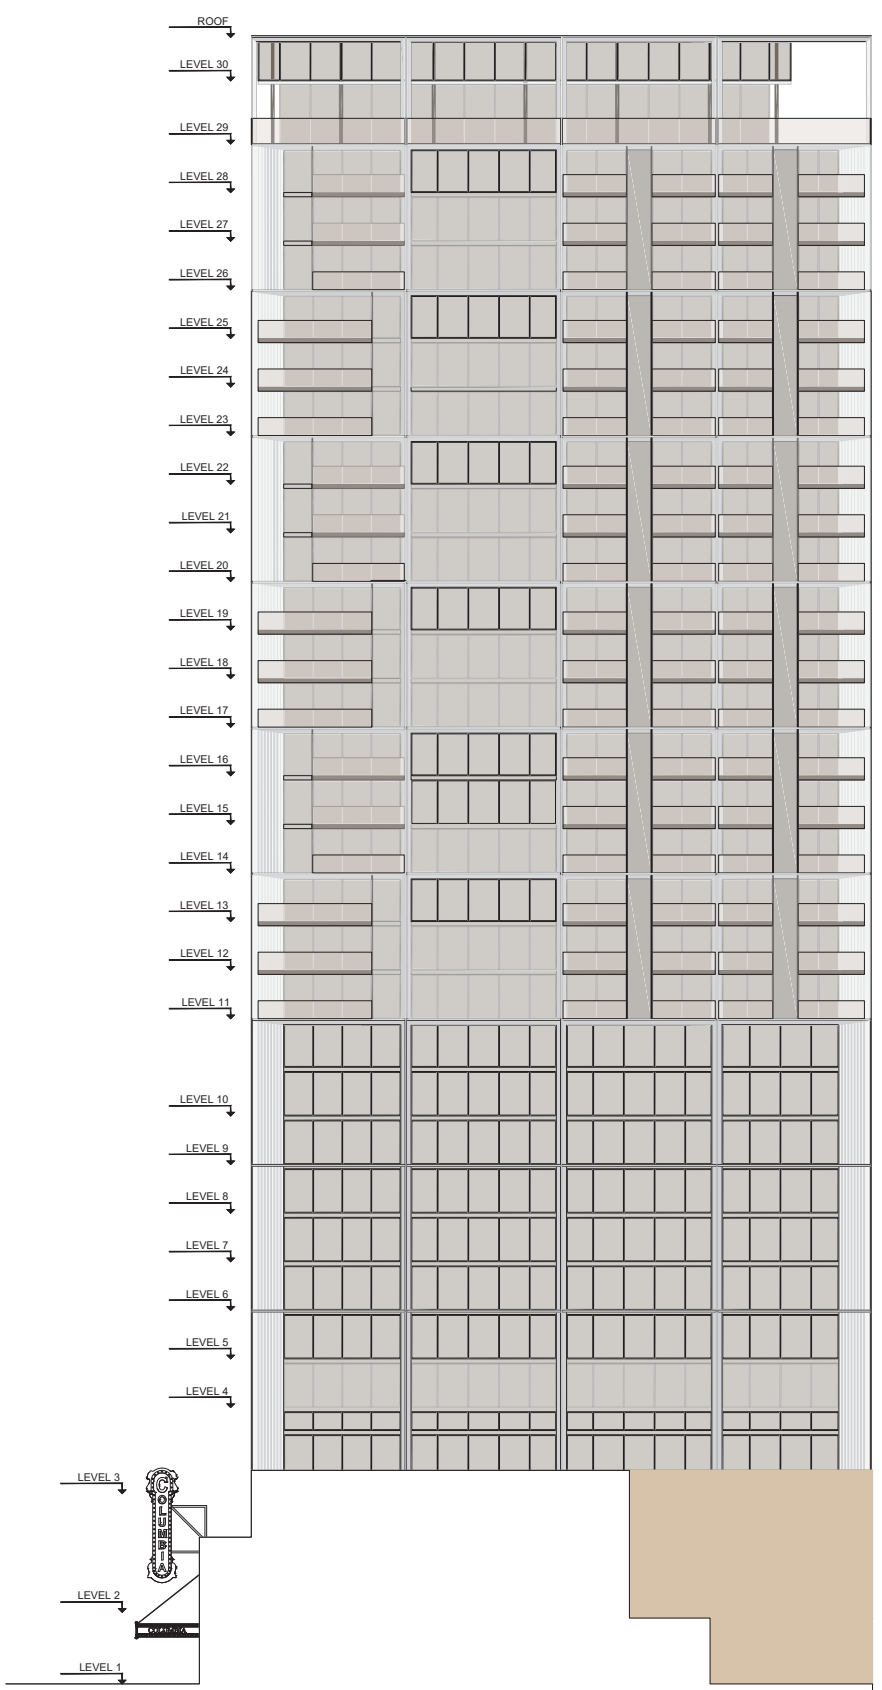 ROOF
LEVEL 30
LEVEL 29
LEVEL 28
LEVEL 27
LEVEL 26
LEVEL 25
LEVEL 24
LEVEL 23
LEVEL 22
LEVEL 21
LEVEL 20
LEVEL 19
LEVEL 18
LEVEL 17
LEVEL 16
LEVEL 15
LEVEL 14
LEVEL 13
LEVEL 12
LEVEL 11
LEVEL 10
LEVEL 9
LEVEL 8
LEVEL 7
LEVEL 6
LEVEL 5
LEVEL 4
LEVEL 3
COLUMBIA
LEVEL 2
COLUMBIA
LEVEL 1